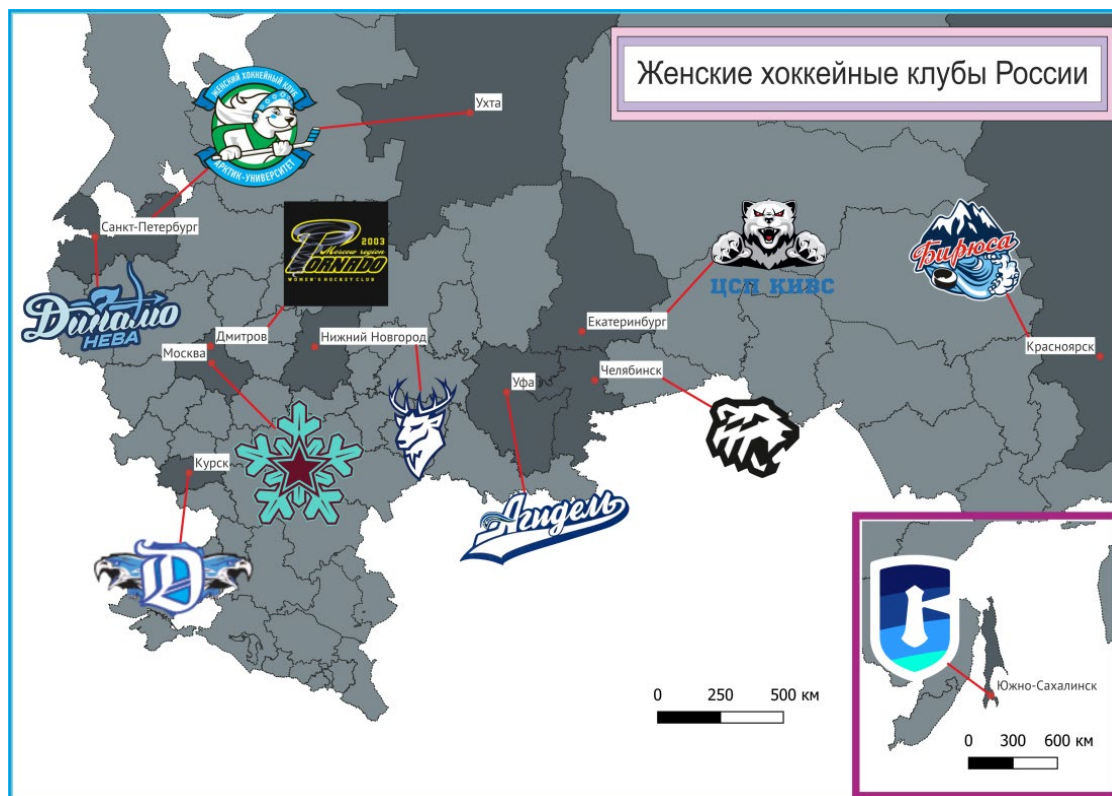 Женские хоккейные клубы России
ЖЕНСКИЙ ХОККЕЙНЫЙ КЛУБ
АРКТИК-УНИВЕРСИТЕТ
Ухта
Санкт-Петербург
2003
Moscow region
TORNADO
WOMEN'S HOCKEY CLUB
ЦСП КИВС
Бирюса
Динамо
НЕВА
Дмитров
Москва
Нижний Новгород
Екатеринбург
Красноярск
Челябинск
Уфа
Курск
Агидель
D
Южно-Сахалинск
0 250 500 км
0 300 600 км